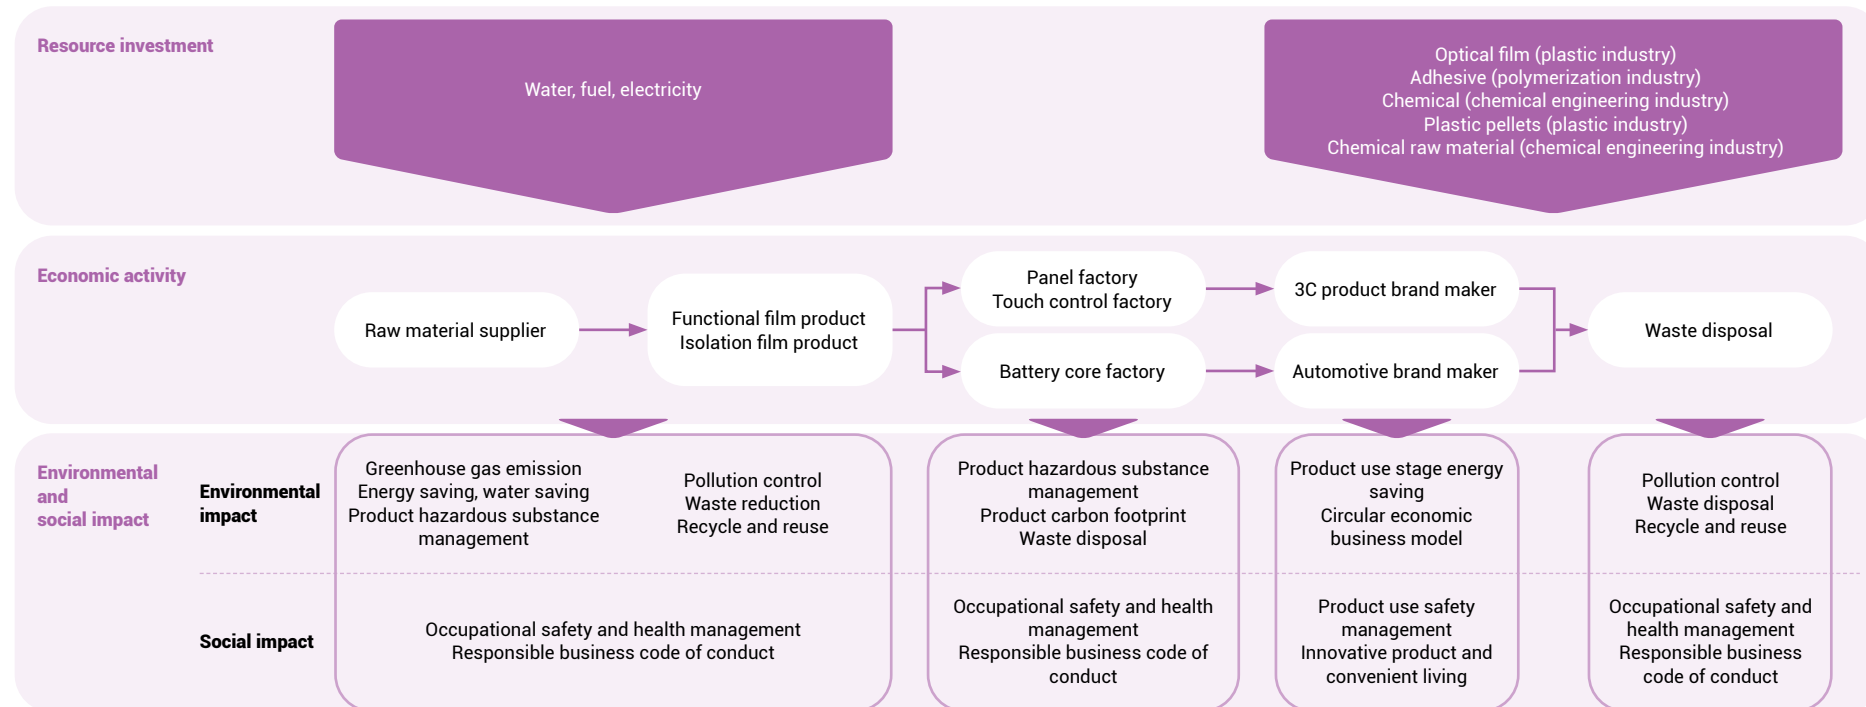 Resource investment
Water, fuel, electricity
Optical film (plastic industry)
Adhesive (polymerization industry)
Chemical (chemical engineering industry)
Plastic pellets (plastic industry)
Chemical raw material (chemical engineering industry)
Economic activity
Raw material supplier
Functional film product
Isolation film product
Panel factory
Touch control factory
Battery core factory
3C product brand maker
Automotive brand maker
Waste disposal
Environmental
and
social impact
Environmental
impact
Greenhouse gas emission
Energy saving, water saving
Product hazardous substance
management
Pollution control
Waste reduction
Recycle and reuse
Product hazardous substance
management
Product carbon footprint
Waste disposal
Product use stage energy
saving
Circular economic
business model
Pollution control
Waste disposal
Recycle and reuse
Social impact
Occupational safety and health management
Responsible business code of conduct
Occupational safety and health
management
Responsible business code of
conduct
Product use safety
management
Innovative product and
convenient living
Occupational safety and
health management
Responsible business
code of conduct